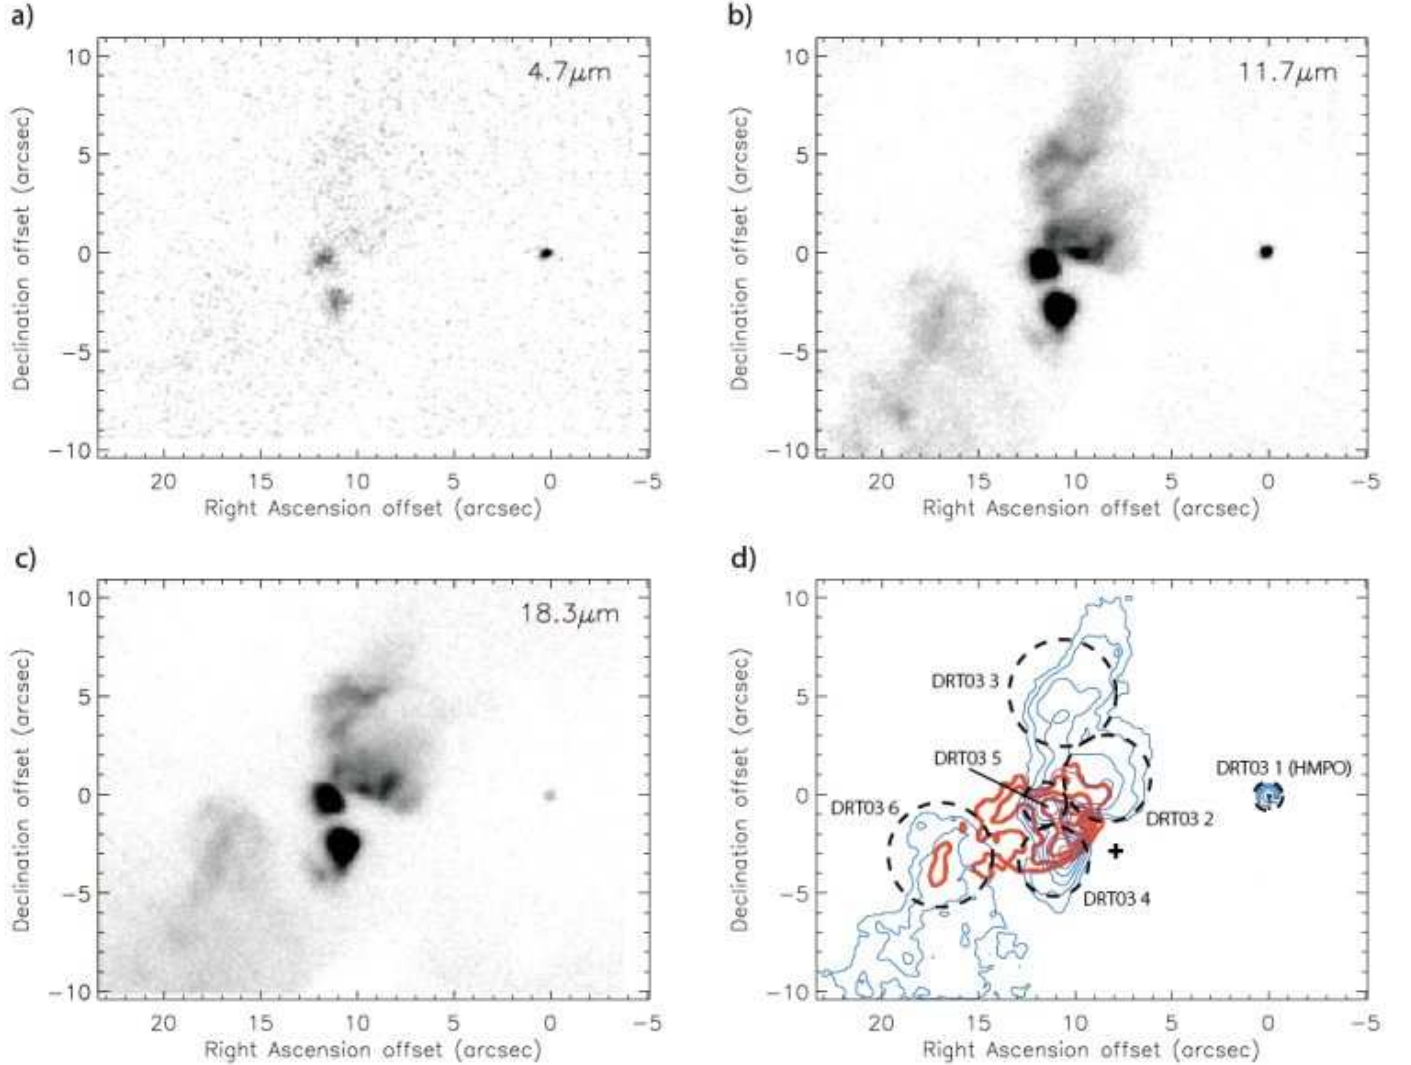 a)
4.7μm
10
5
0
−5
−10
Declination offset (arcsec)
20 15 10 5 0 −5
Right Ascension offset (arcsec)
b)
11.7μm
10
5
0
−5
−10
Declination offset (arcsec)
20 15 10 5 0 −5
Right Ascension offset (arcsec)
c)
18.3μm
10
5
0
−5
−10
Declination offset (arcsec)
20 15 10 5 0 −5
Right Ascension offset (arcsec)
d)
10
5
0
−5
−10
Declination offset (arcsec)
DRT03 3
DRT03 5
DRT03 1 (HMPO)
DRT03 6
DRT03 2
DRT03 4
20 15 10 5 0 −5
Right Ascension offset (arcsec)